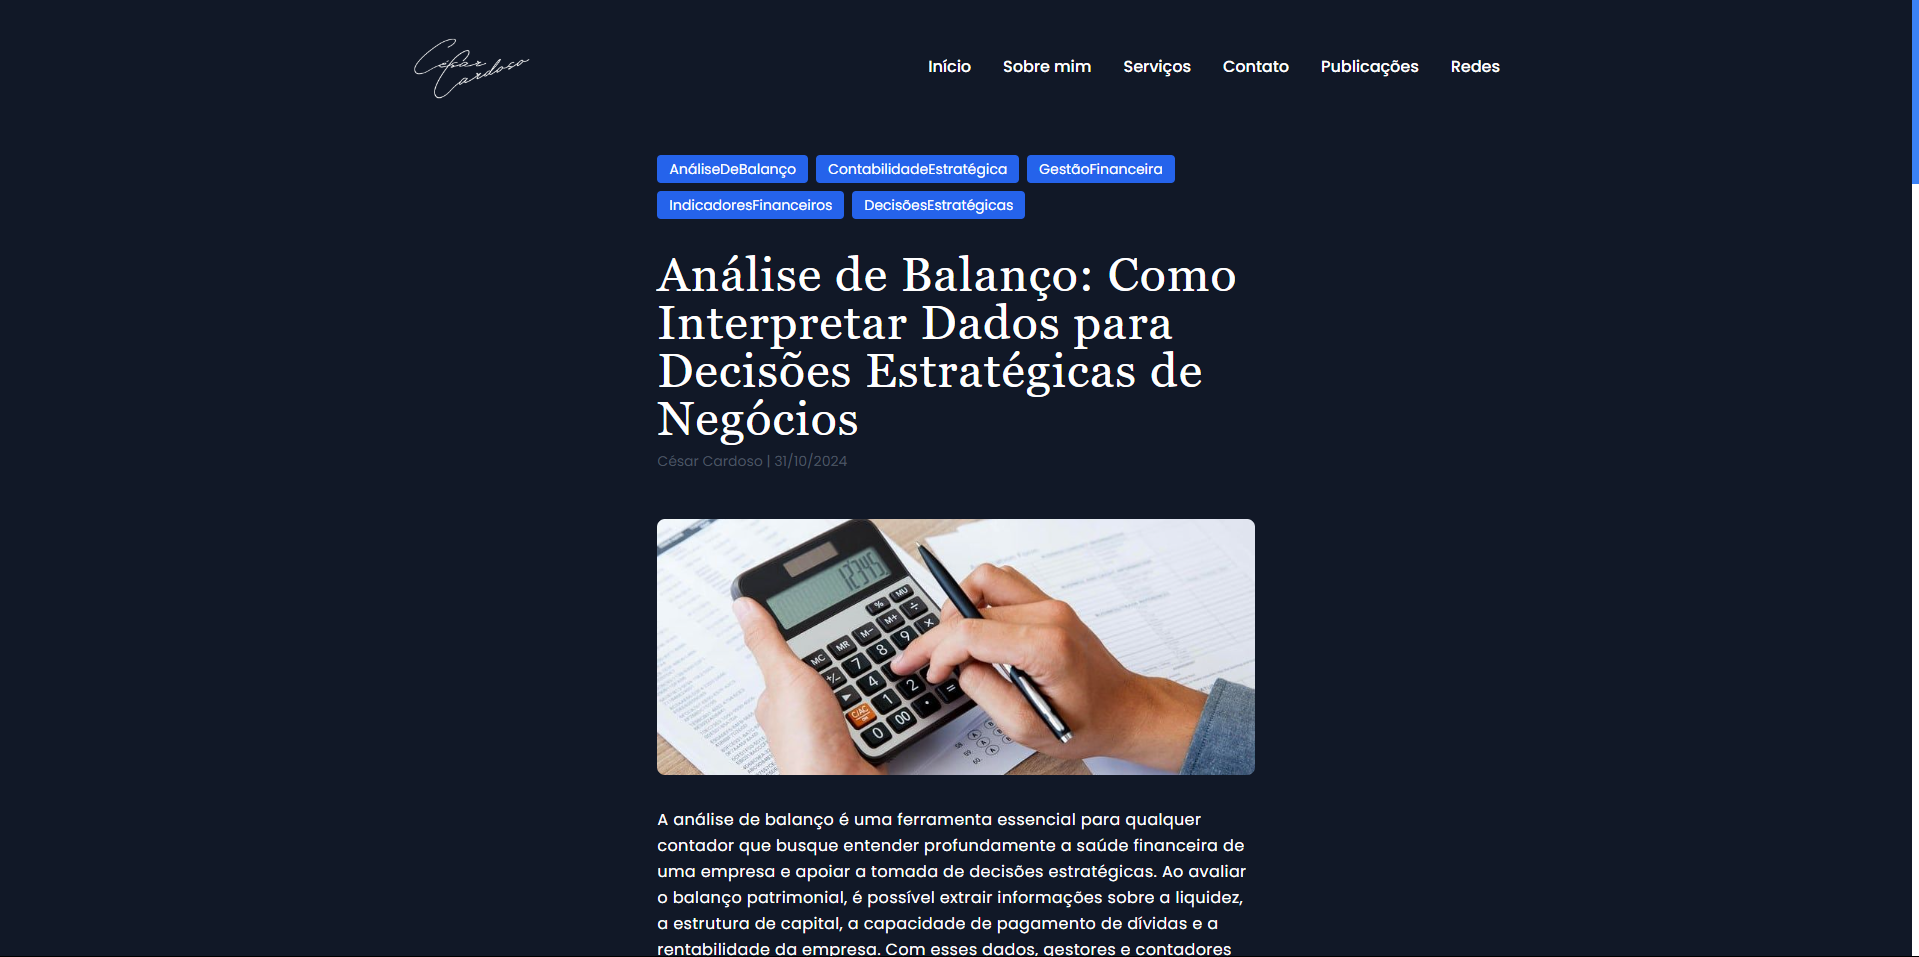 César
Cardoso
Início
Sobre mim
Serviços
Contato
Publicações
Redes
AnáliseDeBalanço
ContabilidadeEstratégica
GestãoFinanceira
IndicadoresFinanceiros
DecisõesEstratégicas
Análise de Balanço: Como
Interpretar Dados para
Decisões Estratégicas de
Negócios
César Cardoso | 31/10/2024
12345
% MU
M- M+ ÷
MC MR 9 ×
+/- 7 8
4
▶ 1 2 =
C/AC 00 •
0
A análise de balanço é uma ferramenta essencial para qualquer
contador que busque entender profundamente a saúde financeira de
uma empresa e apoiar a tomada de decisões estratégicas. Ao avaliar
o balanço patrimonial, é possível extrair informações sobre a liquidez,
a estrutura de capital, a capacidade de pagamento de dívidas e a
rentabilidade da empresa. Com esses dados, gestores e contadores